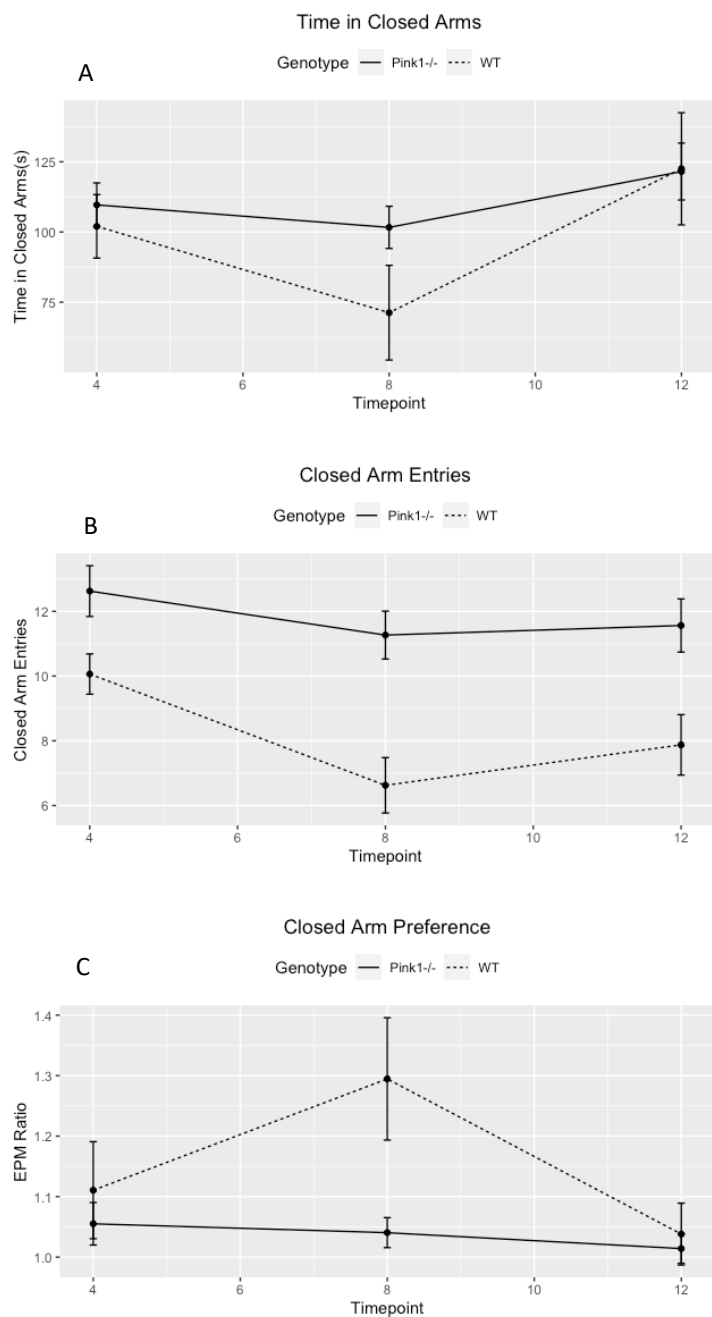 Time in Closed Arms
Genotype Pink1-/- WT
A
125
100
75
Time in Closed Arms(s)
4 6 8 10 12
Timepoint
Closed Arm Entries
Genotype Pink1-/- WT
B
12
10
8
6
Closed Arm Entries
4 6 8 10 12
Timepoint
Closed Arm Preference
Genotype Pink1-/- WT
C
1.4
1.3
1.2
1.1
1.0
EPM Ratio
4 6 8 10 12
Timepoint